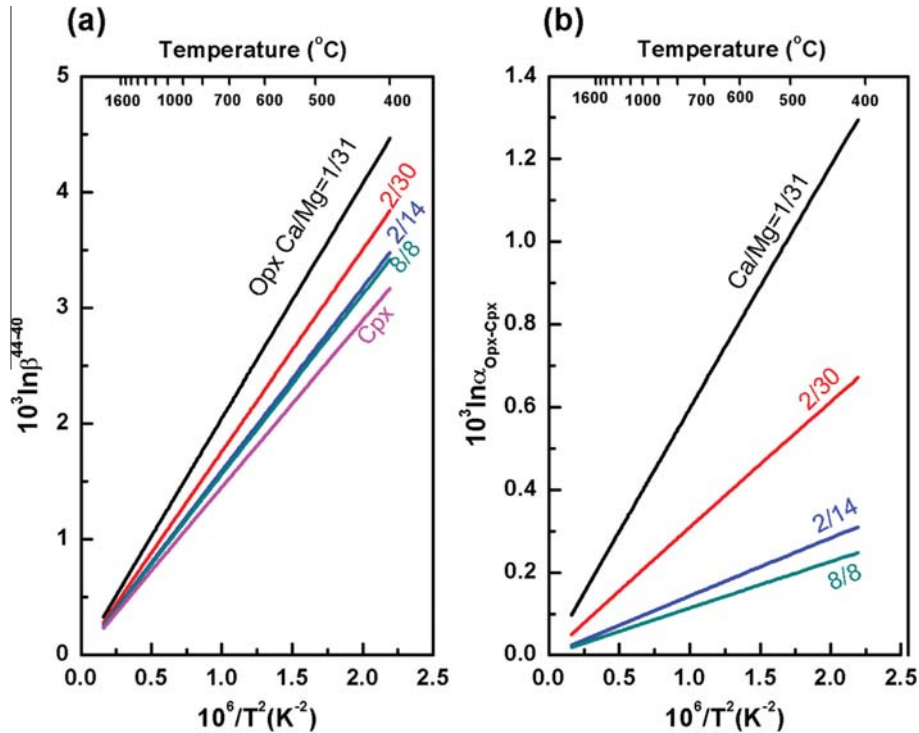 (a)
Temperature (°C)
1600 1000 700 600 500 400
5
4
3
2
1
0
10³lnβ⁴⁴⁻⁴⁰
Opx Ca/Mg=1/31
2/30
2/14
8/8
Cpx
0.0 0.5 1.0 1.5 2.0 2.5
10⁶/T²(K⁻²)
(b)
Temperature (°C)
1600 1000 700 600 500 400
1.4
1.2
1.0
0.8
0.6
0.4
0.2
0.0
10³lnα Opx-Cpx
Ca/Mg=1/31
2/30
2/14
8/8
0.0 0.5 1.0 1.5 2.0 2.5
10⁶/T²(K⁻²)